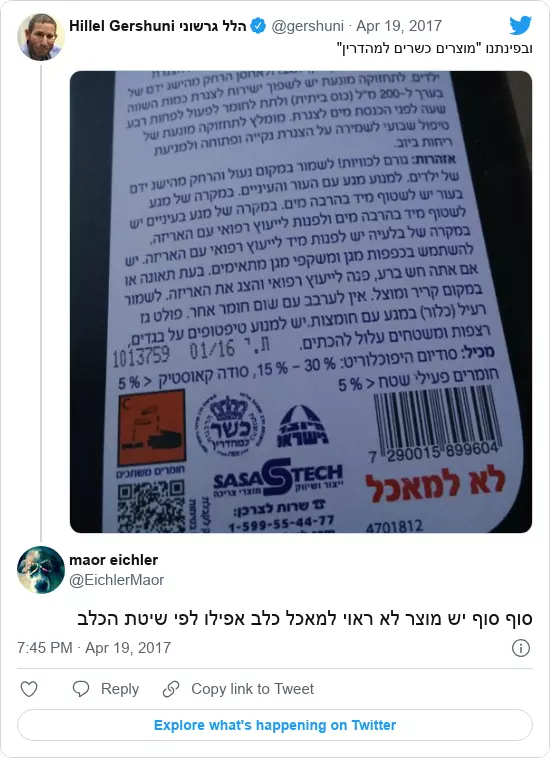 Hillel Gershuni הלל גרשוני
@gershuni · Apr 19, 2017
ובפינתנו "מוצרים כשרים למהדרין"
ילדים. לתחזוקה מונעת יש לשפוך ישירות לצנרת כמות השווה
בערך ל-200 מ"ל (כוס ביתית) ולתת לחומר לפעול לפחות רבע
שעה לפני הכנסת מים לצנרת. מומלץ לתחזוקה מונעת של
טיפול שבועי לשמירה על הצנרת נקייה ופתוחה ולמניעת
ריחות ביוב.
אזהרות: גורם לכוויות! לשמור במקום נעול והרחק מהישג ידם
של ילדים. למנוע מגע עם העור והעיניים. במקרה של מגע
בעור יש לשטוף מיד בהרבה מים. במקרה של מגע בעיניים יש
לשטוף מיד בהרבה מים ולפנות לייעוץ רפואי עם האריזה.
במקרה של בליעה יש לפנות מיד לייעוץ רפואי עם האריזה. יש
להשתמש בכפפות מגן ומשקפי מגן מתאימים. בעת תאונה או
אם אתה חש ברע, פנה לייעוץ רפואי והצג את האריזה. לשמור
במקום קריר ומוצל. אין לערבב עם שום חומר אחר. פולט גז
רעיל (כלור) במגע עם חומצות. יש למנוע טיפטופים על בגדים,
רצפות ומשטחים עלול להכתים.
ת.י 01/16 1013759
מכיל: סודיום היפוכלוריט: 30% - 15%, סודה קאוסטיק > 5%
חומרים פעילי שטח > 5%
חומרים משתכים
כשר
למהדרין
7 290015 899604
SASA TECH
ייצור ושיווק מוצרי צריכה
לא למאכל
שרות לצרכן:
1-599-55-44-77
4701812
maor eichler
@EichlerMaor
סוף סוף יש מוצר לא ראוי למאכל כלב אפילו לפי שיטת הכלב
7:45 PM · Apr 19, 2017
Reply
Copy link to Tweet
Explore what's happening on Twitter